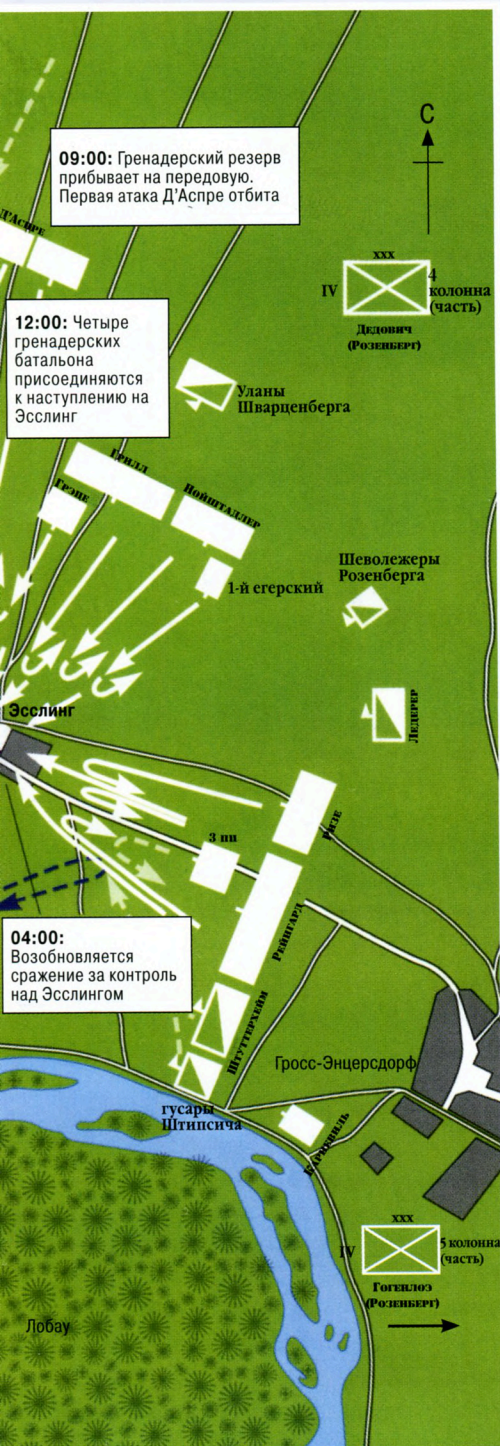 С
09:00: Гренадерский резерв
прибывает на передовую.
Первая атака Д'Аспре отбита
Д'Аспре
xxx
IV
4
колонна
(часть)
Дедович
(Розенберг)
12:00: Четыре
гренадерских
батальона
присоединяются
к наступлению на
Эсслинг
Уланы
Шварценберга
Грилл
Грэце
Нойштадлер
1-й егерский
Шеволежеры
Розенберга
Ледерер
Эсслинг
Ризе
3 пп
Рейнгард
04:00:
Возобновляется
сражение за контроль
над Эсслингом
Штуттерхейм
Гросс-Энцерсдорф
гусары
Штипсича
Карневиль
xxx
IV
5 колонна
(часть)
Гогенлоэ
(Розенберг)
Лобау